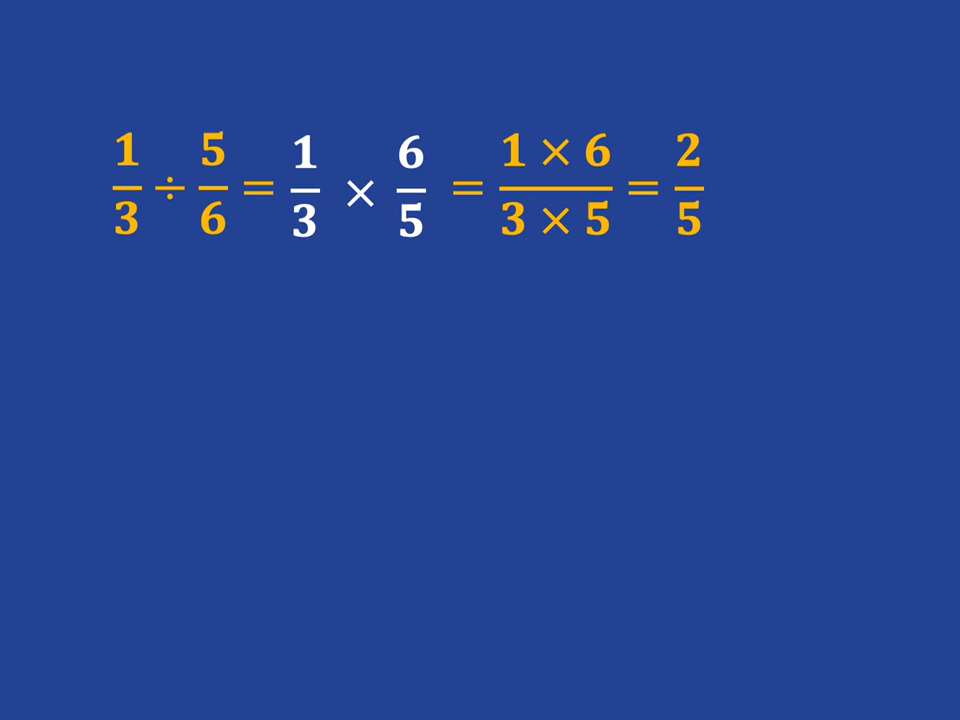 1/3 ÷ 5/6 = 1/3 × 6/5 = (1 × 6)/(3 × 5) = 2/5